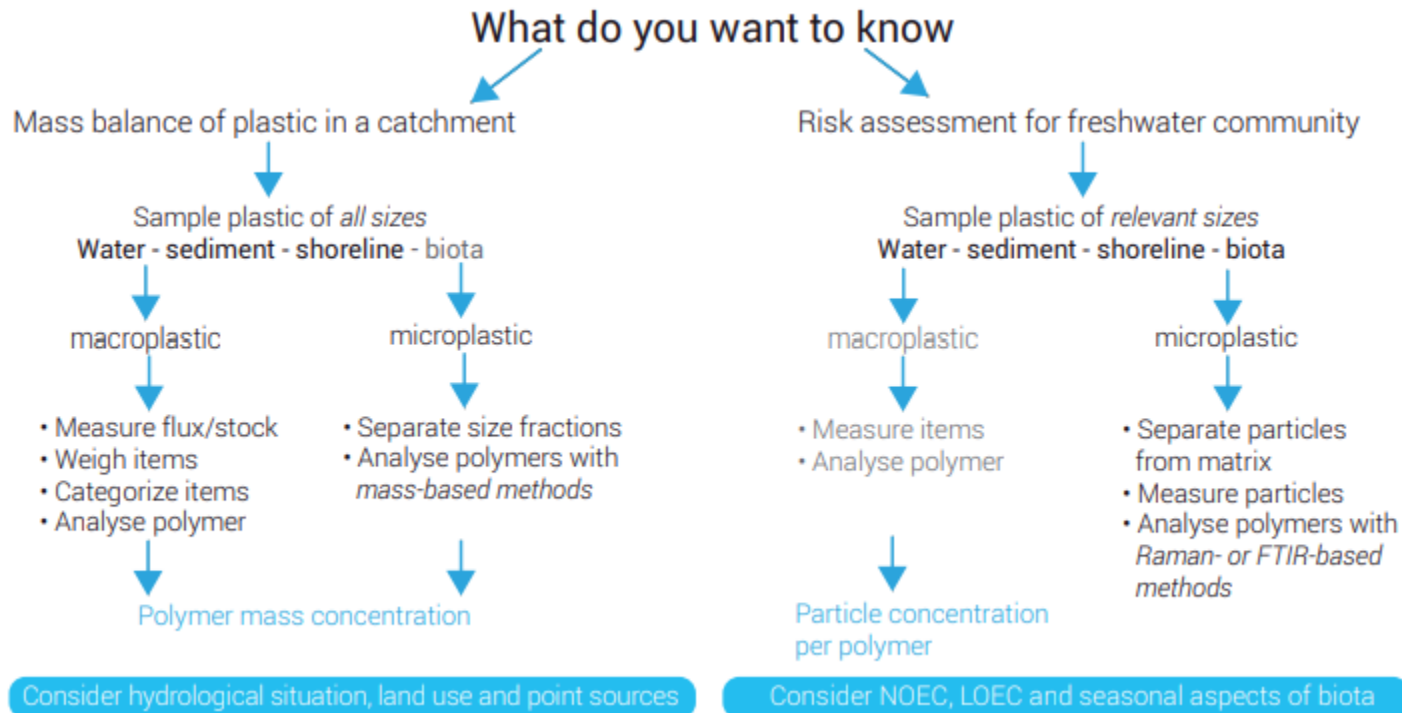 What do you want to know
Mass balance of plastic in a catchment
Sample plastic of all sizes
Water - sediment - shoreline - biota
macroplastic
• Measure flux/stock
• Weigh items
• Categorize items
• Analyse polymer
microplastic
• Separate size fractions
• Analyse polymers with
mass-based methods
Polymer mass concentration
Consider hydrological situation, land use and point sources
Risk assessment for freshwater community
Sample plastic of relevant sizes
Water - sediment - shoreline - biota
macroplastic
• Measure items
• Analyse polymer
Particle concentration
per polymer
microplastic
• Separate particles
from matrix
• Measure particles
• Analyse polymers with
Raman- or FTIR-based
methods
Consider NOEC, LOEC and seasonal aspects of biota